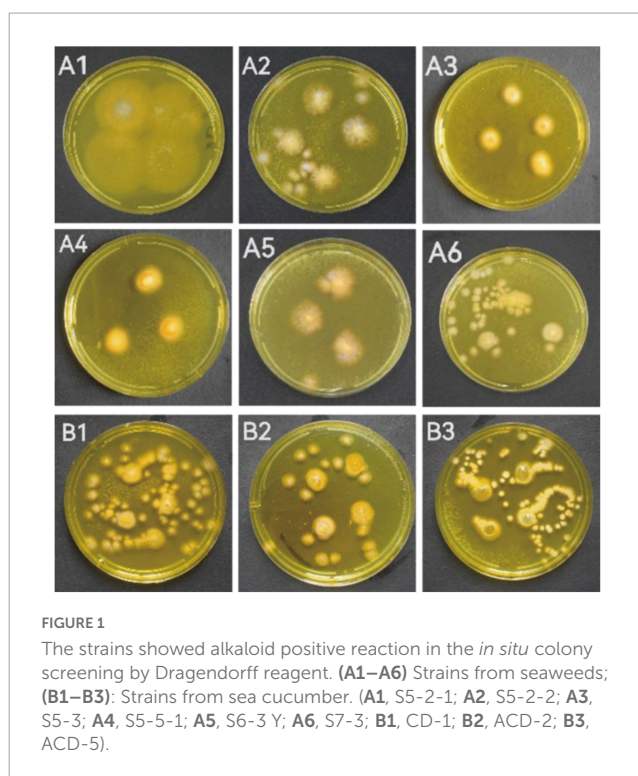 A1 A2 A3
A4 A5 A6
B1 B2 B3
FIGURE 1
The strains showed alkaloid positive reaction in the in situ colony
screening by Dragendorff reagent. (A1–A6) Strains from seaweeds;
(B1–B3): Strains from sea cucumber. (A1, S5-2-1; A2, S5-2-2; A3,
S5-3; A4, S5-5-1; A5, S6-3 Y; A6, S7-3; B1, CD-1; B2, ACD-2; B3,
ACD-5).